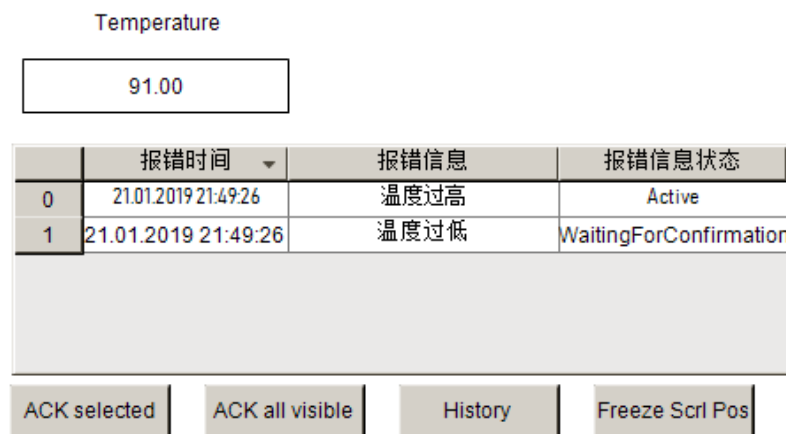 Temperature
91.00
报错时间 报错信息 报错信息状态
0 21.01.2019 21:49:26 温度过高 Active
1 21.01.2019 21:49:26 温度过低 WaitingForConfirmation
ACK selected ACK all visible History Freeze Scrl Pos